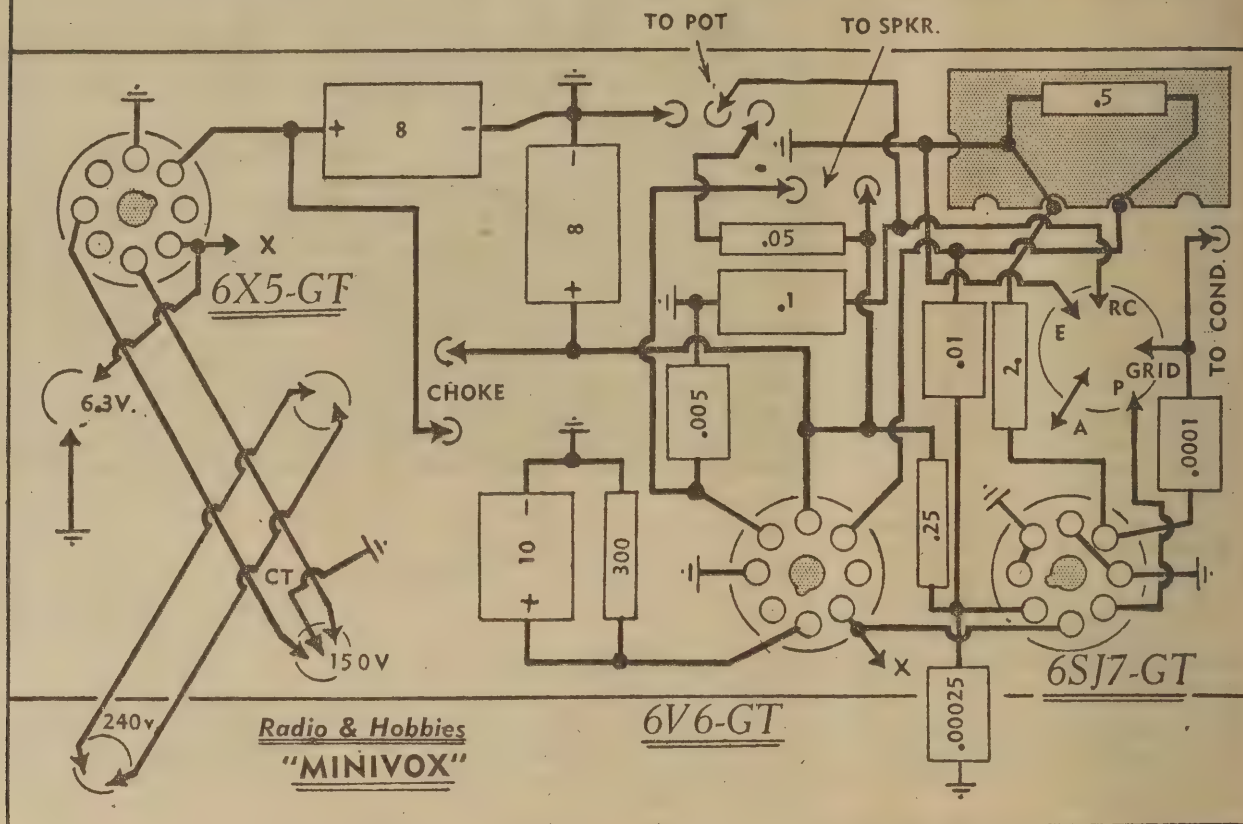 TO POT
TO SPKR.
+ 8 -
.5
- 8 +
X
6X5-GT
.05
.1
RC
E
GRID
P
A
TO COND.
6.3V.
CHOKE
.005
.01
2.
.0001
- 10 +
300
.25
CT
150V
X
6SJ7-GT
240v
6V6-GT
.00025
Radio & Hobbies
"MINIVOX"